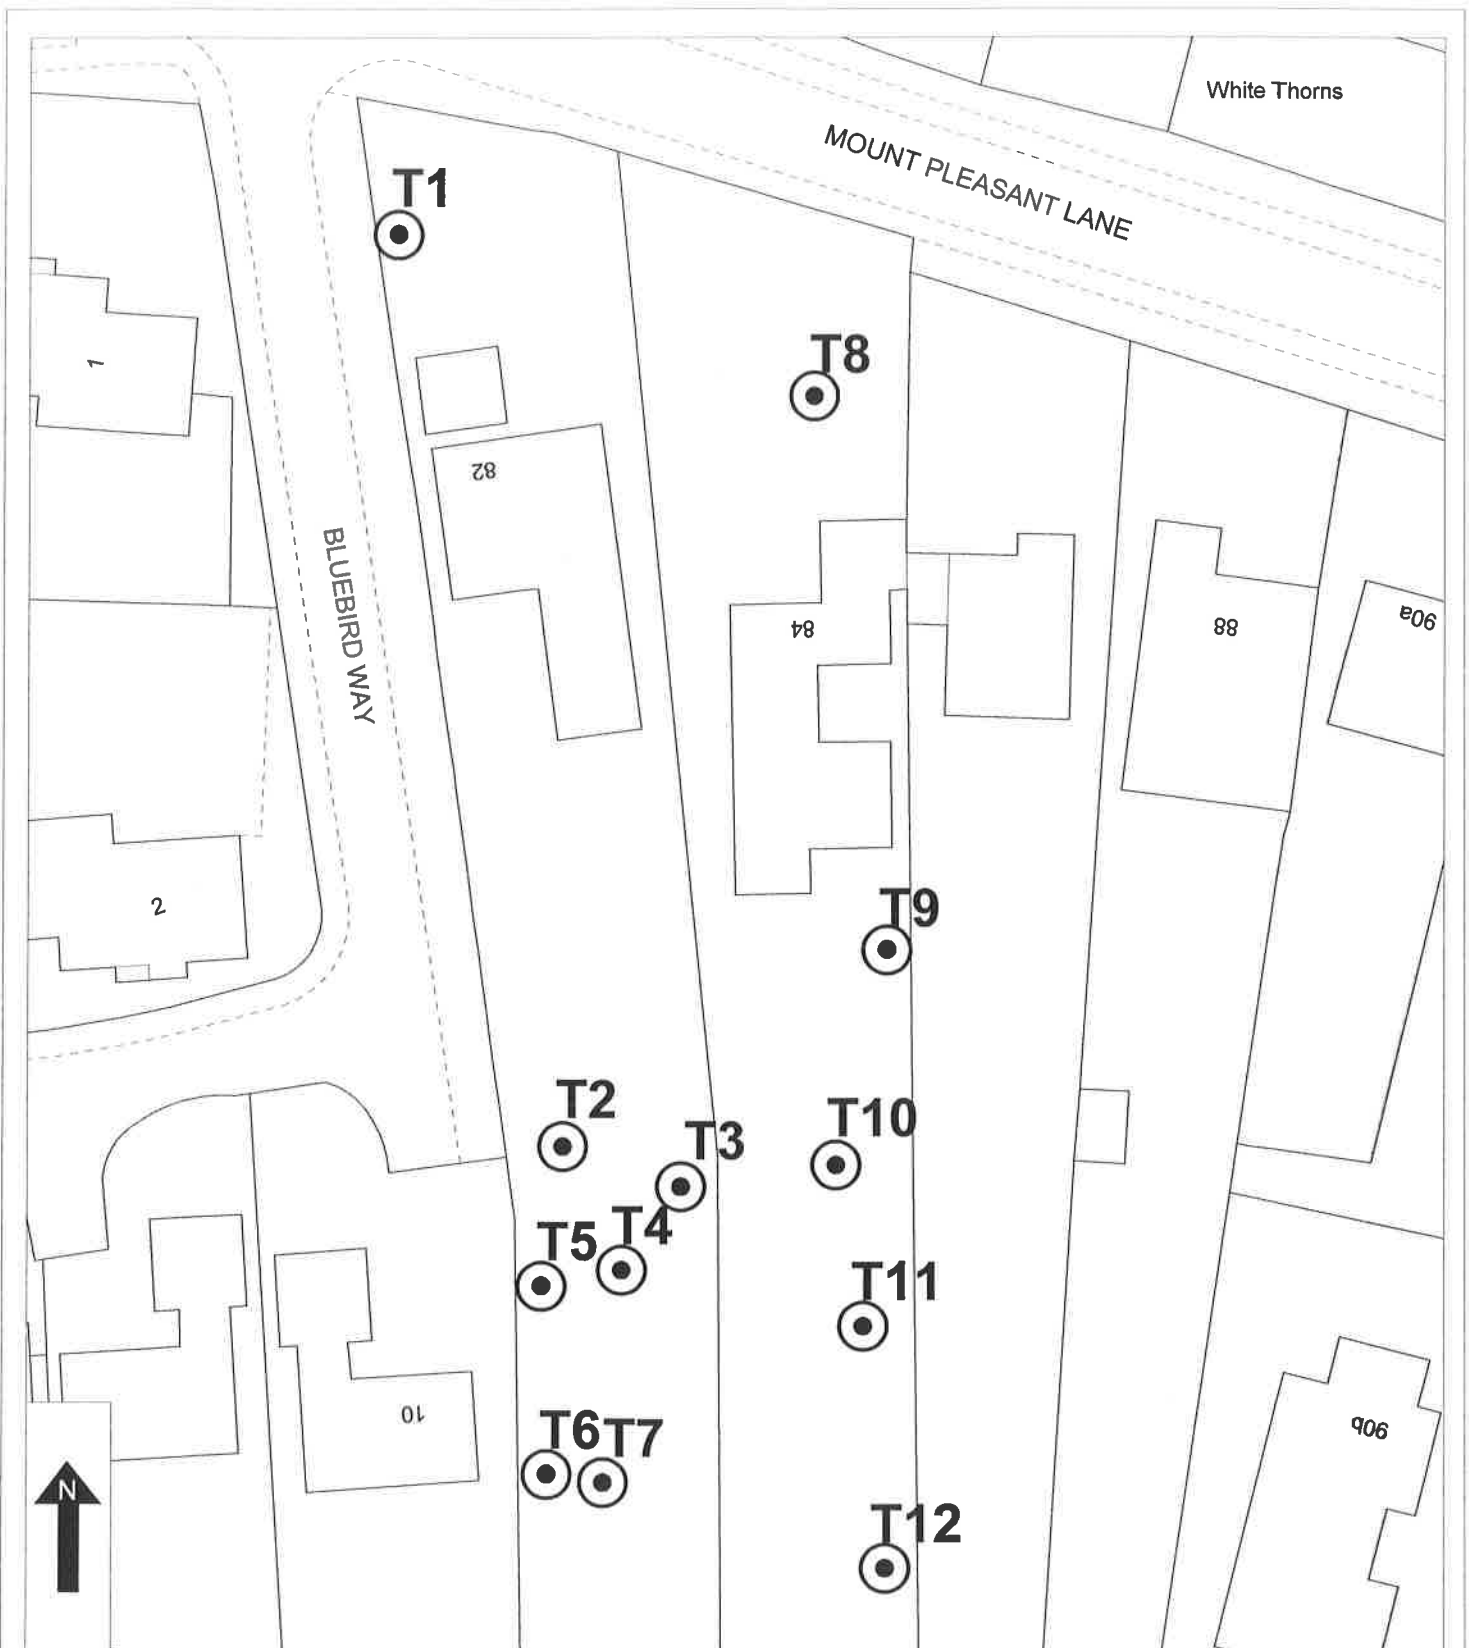 White Thorns
MOUNT PLEASANT LANE
T1
T8
1
82
BLUEBIRD WAY
84
88
90a
2
T9
T2
T10
T3
T4
T5
T11
10
T6
T7
90b
N
T12